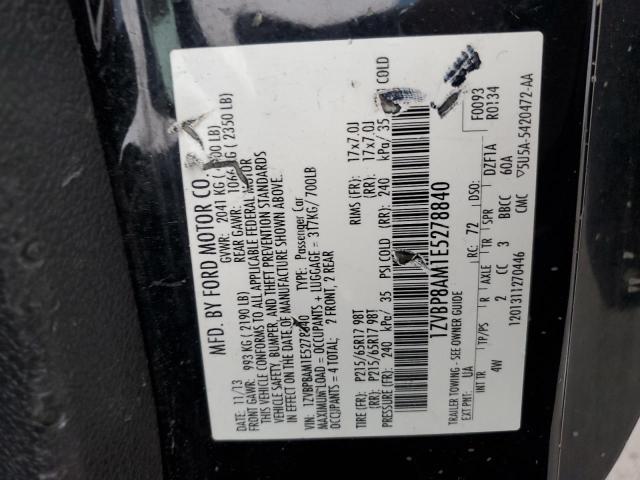 MFD. BY FORD MOTOR CO.
DATE: 11/13 GVWR: 2041 KG
FRONT GAWR: 993 KG (2190 LB) REAR GAWR: (2350 LB)
THIS VEHICLE CONFORMS TO ALL APPLICABLE FEDERAL MOTOR
VEHICLE SAFETY, BUMPER, AND THEFT PREVENTION STANDARDS
IN EFFECT ON THE DATE OF MANUFACTURE SHOWN ABOVE.
VIN: 1ZVBP8AM1E5278840 TYPE: Passenger Car
MAXIMUM LOAD = OCCUPANTS + LUGGAGE = 317KG/700LB
OCCUPANTS = 4 TOTAL: 2 FRONT, 2 REAR
TIRE (FR): P215/65R17 98T RIMS (FR): 17x7.0J
(RR): P215/65R17 98T (RR): 17x7.0J
PRESSURE (FR): 240 kPa/ 35 PSI COLD (RR): 240 kPa/ 35 COLD
1ZVBP8AM1E5278840
F0093
R0134
TRAILER TOWING - SEE OWNER GUIDE RC: 72 DSO:
EXT PNT: UA DZF1A
INT TR TP/PS R AXLE TR SPR 60A
4W 2 CC 3 BBCC
1201311270446 CMC ▽5U5A-5420472-AA